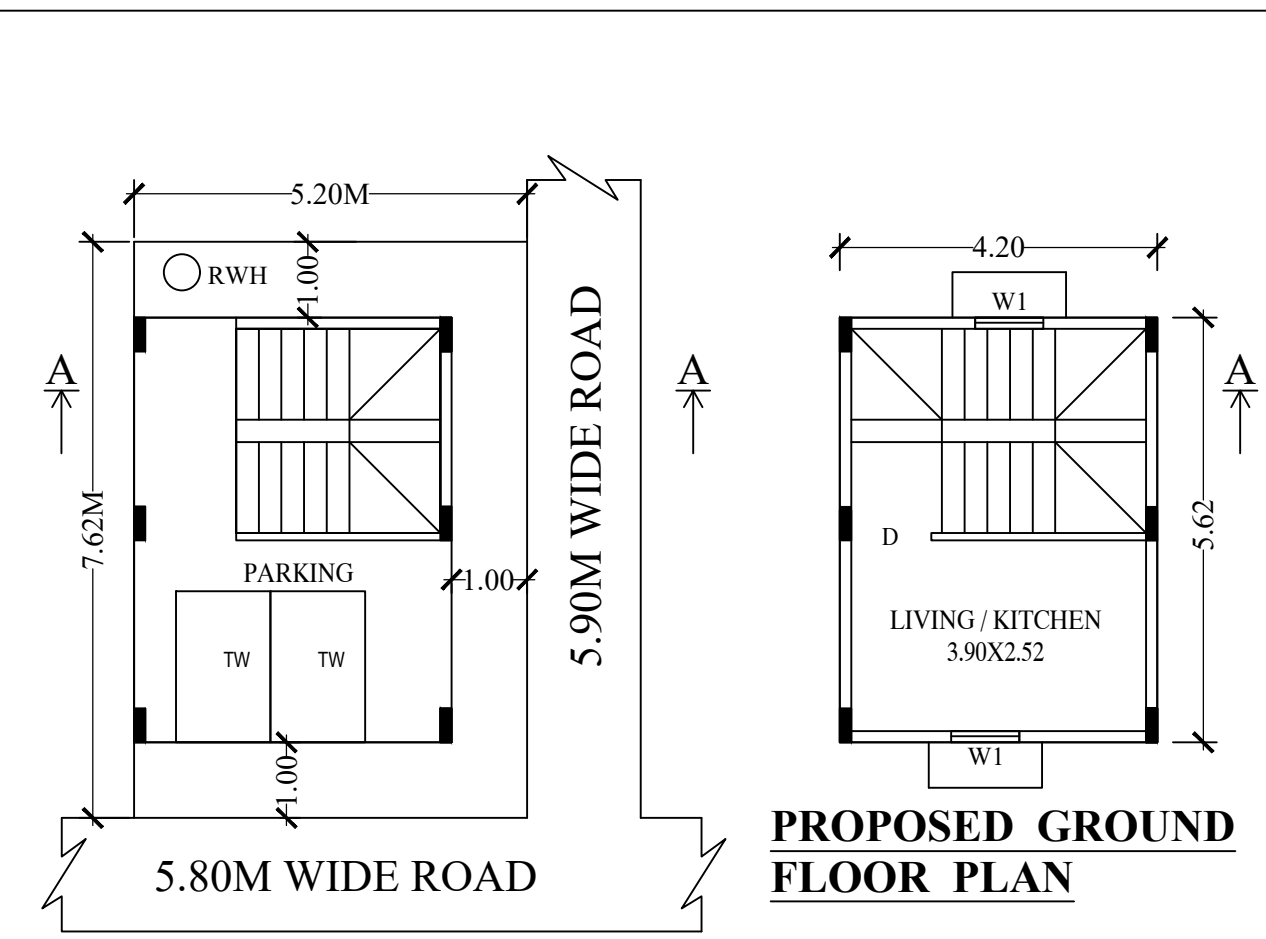 5.20M
RWH
1.00
A
7.62M
PARKING
TW
TW
1.00
1.00
5.90M WIDE ROAD
5.80M WIDE ROAD
A
4.20
W1
A
5.62
D
LIVING / KITCHEN
3.90X2.52
W1
PROPOSED GROUND
FLOOR PLAN